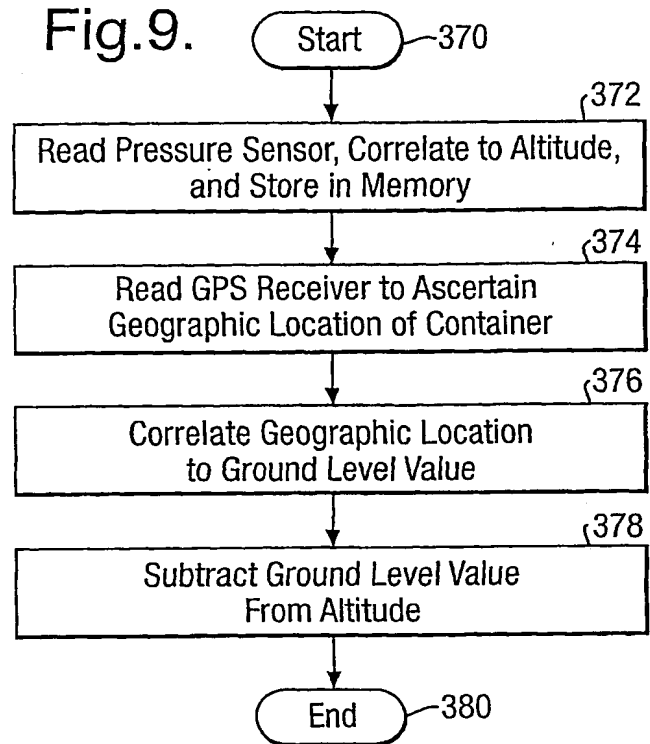 Fig.9.
Start
370
372
Read Pressure Sensor, Correlate to Altitude,
and Store in Memory
374
Read GPS Receiver to Ascertain
Geographic Location of Container
376
Correlate Geographic Location
to Ground Level Value
378
Subtract Ground Level Value
From Altitude
End
380